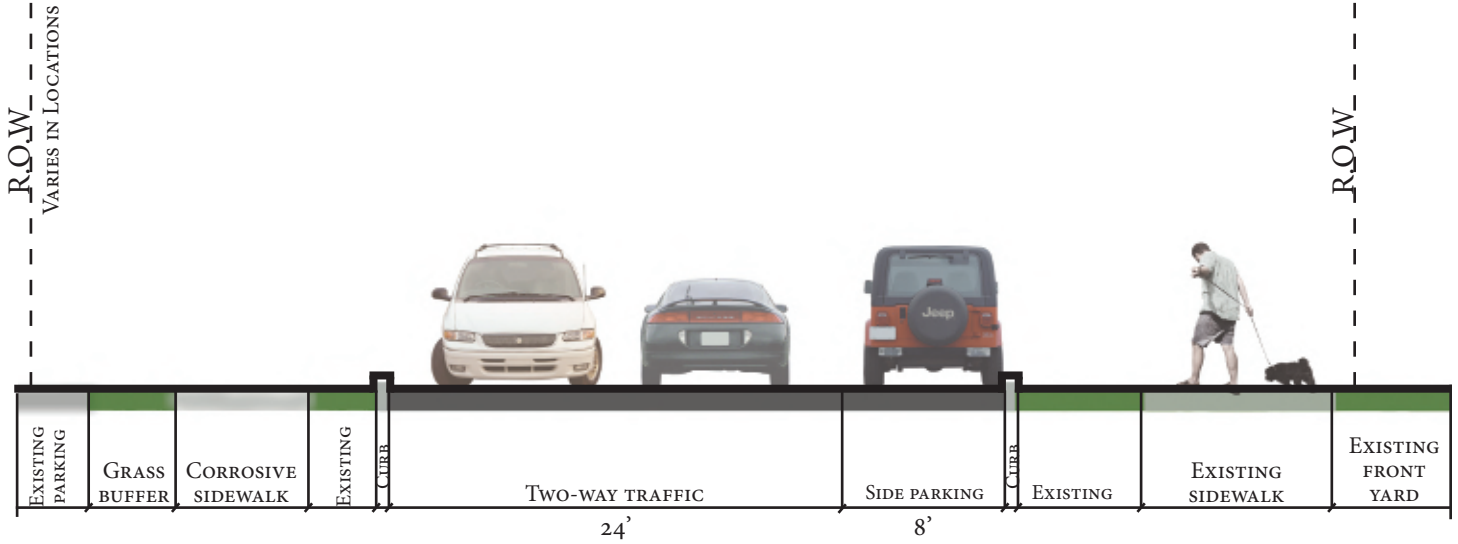 R.O.W
Varies in Locations
R.O.W
Jeep
Existing
parking
Grass
buffer
Corrosive
sidewalk
Existing
Curb
Two-way traffic
Side parking
Curb
Existing
Existing
sidewalk
Existing
front
yard
24'
8'